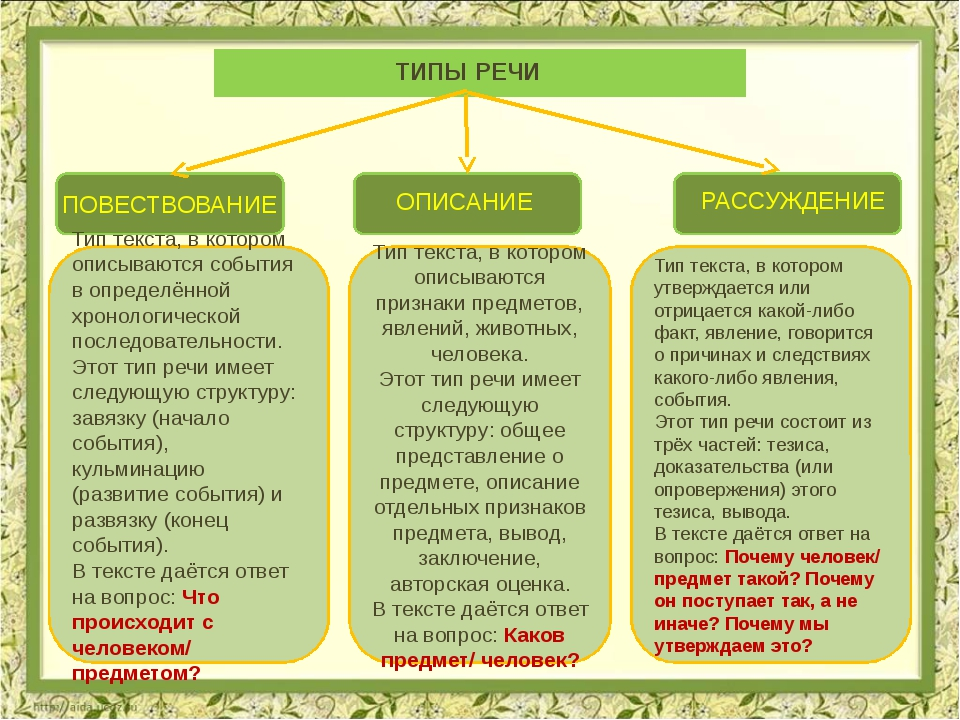 ТИПЫ РЕЧИ
ПОВЕСТВОВАНИЕ
Тип текста, в котором
описываются события
в определённой
хронологической
последовательности.
Этот тип речи имеет
следующую структуру:
завязку (начало
события),
кульминацию
(развитие события) и
развязку (конец
события).
В тексте даётся ответ
на вопрос: Что
происходит с
человеком/
предметом?
ОПИСАНИЕ
Тип текста, в котором
описываются
признаки предметов,
явлений, животных,
человека.
Этот тип речи имеет
следующую
структуру: общее
представление о
предмете, описание
отдельных признаков
предмета, вывод,
заключение,
авторская оценка.
В тексте даётся ответ
на вопрос: Каков
предмет/ человек?
РАССУЖДЕНИЕ
Тип текста, в котором
утверждается или
отрицается какой-либо
факт, явление, говорится
о причинах и следствиях
какого-либо явления,
события.
Этот тип речи состоит из
трёх частей: тезиса,
доказательства (или
опровержения) этого
тезиса, вывода.
В тексте даётся ответ на
вопрос: Почему человек/
предмет такой? Почему
он поступает так, а не
иначе? Почему мы
утверждаем это?